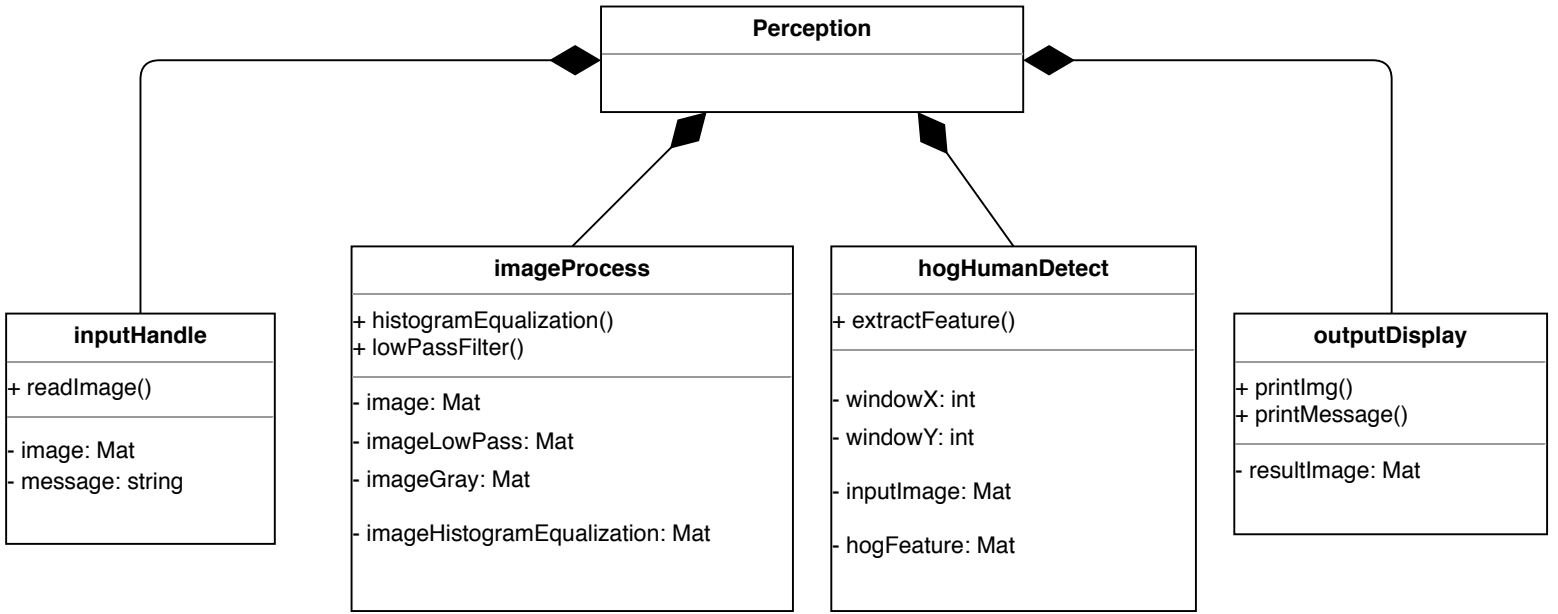 Perception
inputHandle
+ readImage()
- image: Mat
- message: string
imageProcess
+ histogramEqualization()
+ lowPassFilter()
- image: Mat
- imageLowPass: Mat
- imageGray: Mat
- imageHistogramEqualization: Mat
hogHumanDetect
+ extractFeature()
- windowX: int
- windowY: int
- inputImage: Mat
- hogFeature: Mat
outputDisplay
+ printImg()
+ printMessage()
- resultImage: Mat